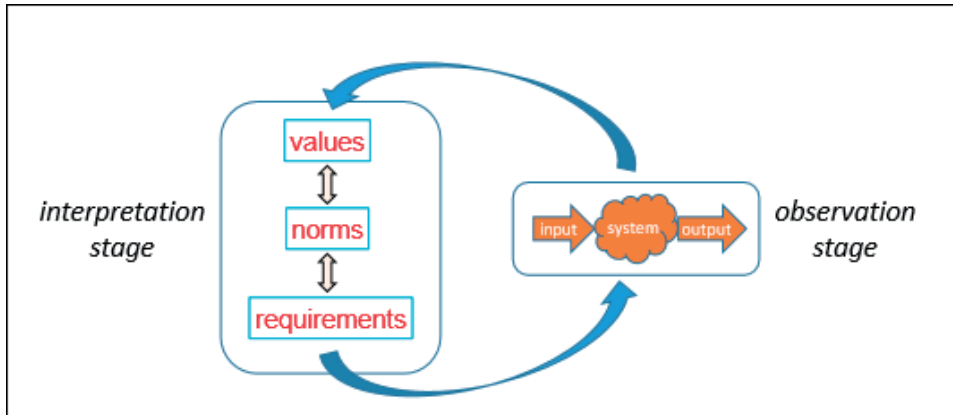 values
interpretation
stage
norms
requirements
input
system
output
observation
stage